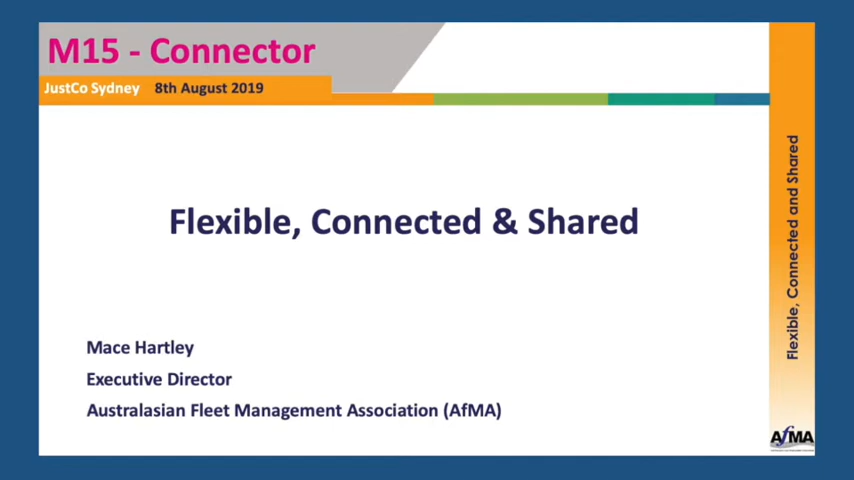 M15 - Connector
JustCo Sydney 8th August 2019
Flexible, Connected & Shared
Mace Hartley
Executive Director
Australasian Fleet Management Association (AfMA)
Flexible, Connected and Shared
AfMA